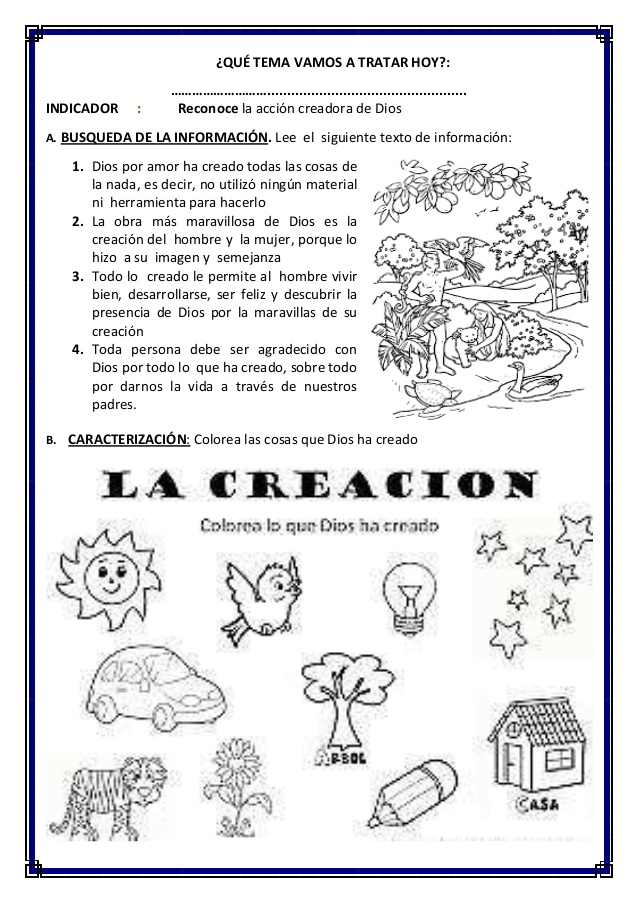 ¿QUÉ TEMA VAMOS A TRATAR HOY?:
……………………….........................................................
INDICADOR : Reconoce la acción creadora de Dios
A. BUSQUEDA DE LA INFORMACIÓN. Lee el siguiente texto de información:
1. Dios por amor ha creado todas las cosas de
la nada, es decir, no utilizó ningún material
ni herramienta para hacerlo
2. La obra más maravillosa de Dios es la
creación del hombre y la mujer, porque lo
hizo a su imagen y semejanza
3. Todo lo creado le permite al hombre vivir
bien, desarrollarse, ser feliz y descubrir la
presencia de Dios por la maravillas de su
creación
4. Toda persona debe ser agradecido con
Dios por todo lo que ha creado, sobre todo
por darnos la vida a través de nuestros
padres.
B. CARACTERIZACIÓN: Colorea las cosas que Dios ha creado
LA CREACION
Colorea lo que Dios ha creado
ARBOL
CASA